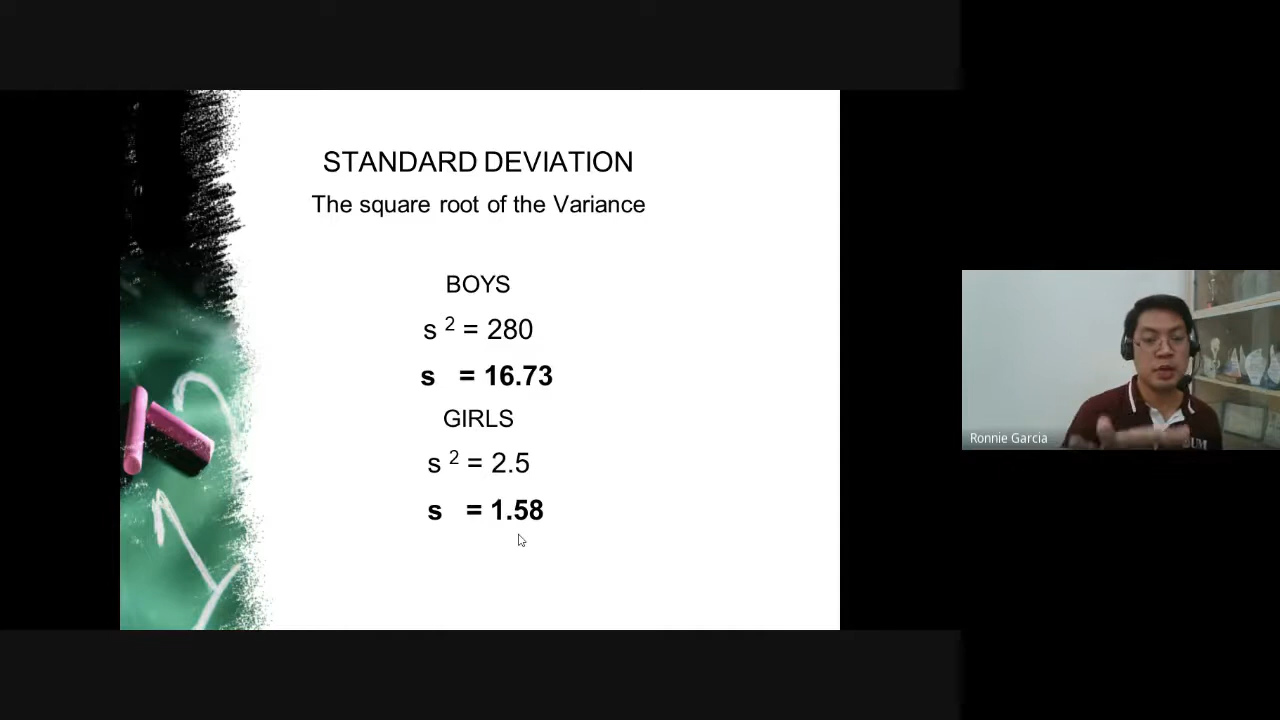 STANDARD DEVIATION
The square root of the Variance
BOYS
s ² = 280
s = 16.73
GIRLS
s ² = 2.5
s = 1.58
Ronnie Garcia
UM